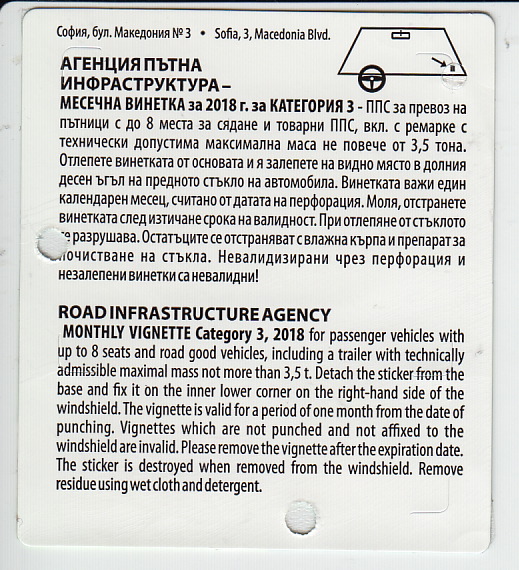 София, бул. Македония № 3 • Sofia, 3, Macedonia Blvd.
АГЕНЦИЯ ПЪТНА
ИНФРАСТРУКТУРА –
МЕСЕЧНА ВИНЕТКА за 2018 г. за КАТЕГОРИЯ 3 - ППС за превоз на
пътници с до 8 места за сядане и товарни ППС, вкл. с ремарке с
технически допустима максимална маса не повече от 3,5 тона.
Отлепете винетката от основата и я залепете на видно място в долния
десен ъгъл на предното стъкло на автомобила. Винетката важи един
календарен месец, считано от датата на перфорация. Моля, отстранете
винетката след изтичане срока на валидност. При отлепяне от стъклото
се разрушава. Остатъците се отстраняват с влажна кърпа и препарат за
почистване на стъкла. Невалидизирани чрез перфорация и
незалепени винетки са невалидни!
ROAD INFRASTRUCTURE AGENCY
MONTHLY VIGNETTE Category 3, 2018 for passenger vehicles with
up to 8 seats and road good vehicles, including a trailer with technically
admissible maximal mass not more than 3,5 t. Detach the sticker from the
base and fix it on the inner lower corner on the right-hand side of the
windshield. The vignette is valid for a period of one month from the date of
punching. Vignettes which are not punched and not affixed to the
windshield are invalid. Please remove the vignette after the expiration date.
The sticker is destroyed when removed from the windshield. Remove
residue using wet cloth and detergent.